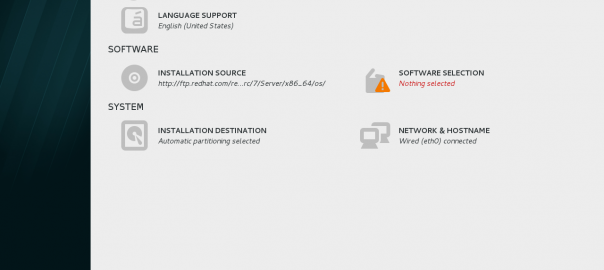 LANGUAGE SUPPORT
English (United States)
SOFTWARE
INSTALLATION SOURCE
http://ftp.redhat.com/re...rc/7/Server/x86_64/os/
SOFTWARE SELECTION
Nothing selected
SYSTEM
INSTALLATION DESTINATION
Automatic partitioning selected
NETWORK & HOSTNAME
Wired (eth0) connected